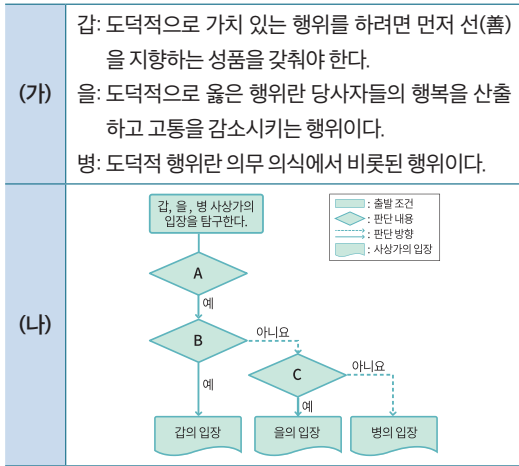 (가)
갑: 도덕적으로 가치 있는 행위를 하려면 먼저 선(善)
을 지향하는 성품을 갖춰야 한다.
을: 도덕적으로 옳은 행위란 당사자들의 행복을 산출
하고 고통을 감소시키는 행위이다.
병: 도덕적 행위란 의무 의식에서 비롯된 행위이다.
(나)
갑, 을, 병 사상가의
입장을 탐구한다.
: 출발 조건
: 판단 내용
: 판단 방향
: 사상가의 입장
A
예
B
아니요
예
C
아니요
예
갑의 입장
을의 입장
병의 입장